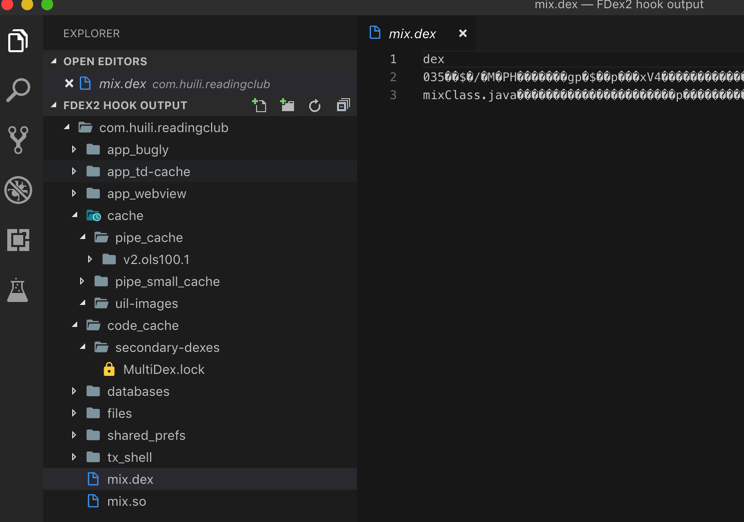 mix.dex — FDex2 hook output
EXPLORER
OPEN EDITORS
mix.dex com.huili.readingclub
FDEX2 HOOK OUTPUT
com.huili.readingclub
app_bugly
app_td-cache
app_webview
cache
pipe_cache
v2.ols100.1
pipe_small_cache
uil-images
code_cache
secondary-dexes
MultiDex.lock
databases
files
shared_prefs
tx_shell
mix.dex
mix.so
mix.dex
1 dex
2 035��$�/�M�PH�������gp�$��p���xV4���������������
3 mixClass.java����������������������������p�����������